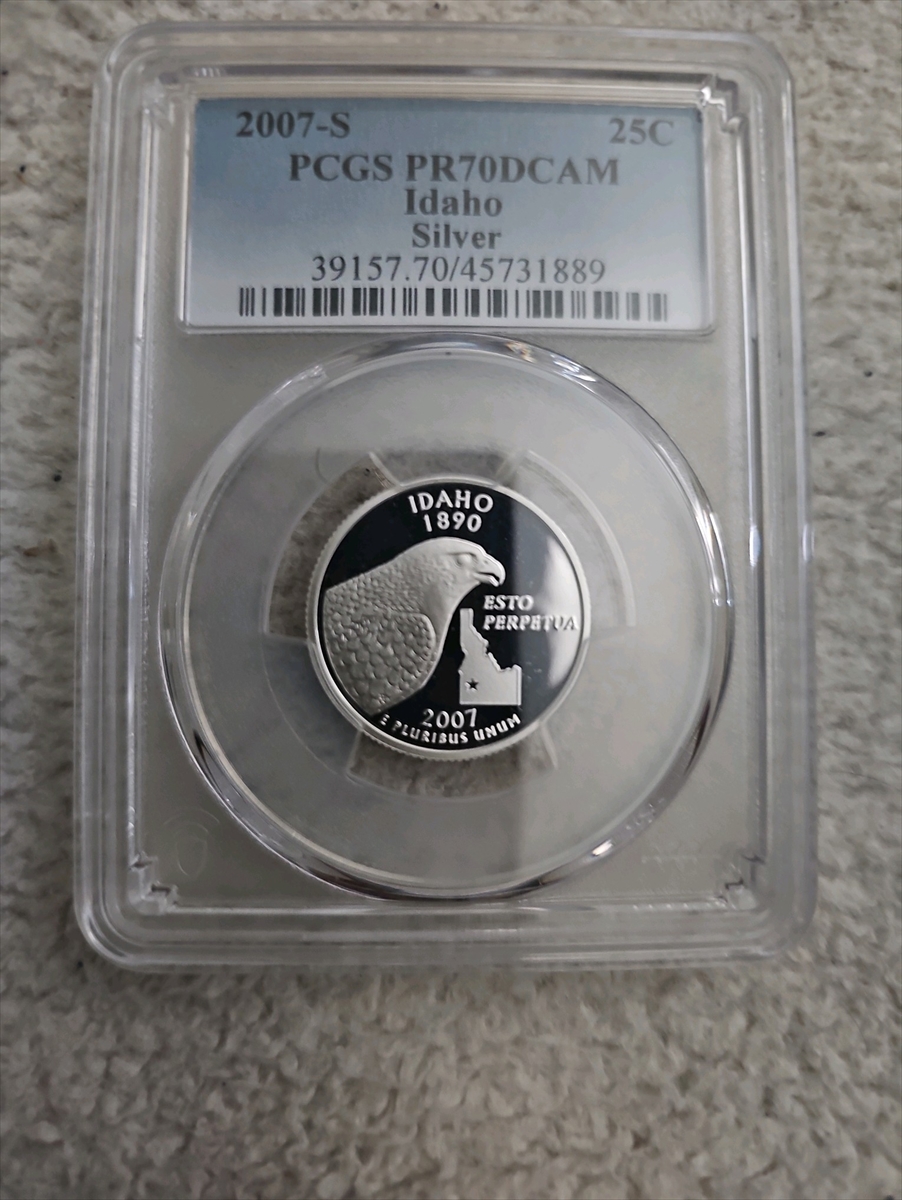 2007-S 25C
PCGS PR70DCAM
Idaho
Silver
39157.70/45731889
IDAHO
1890
ESTO
PERPETUA
2007
E PLURIBUS UNUM